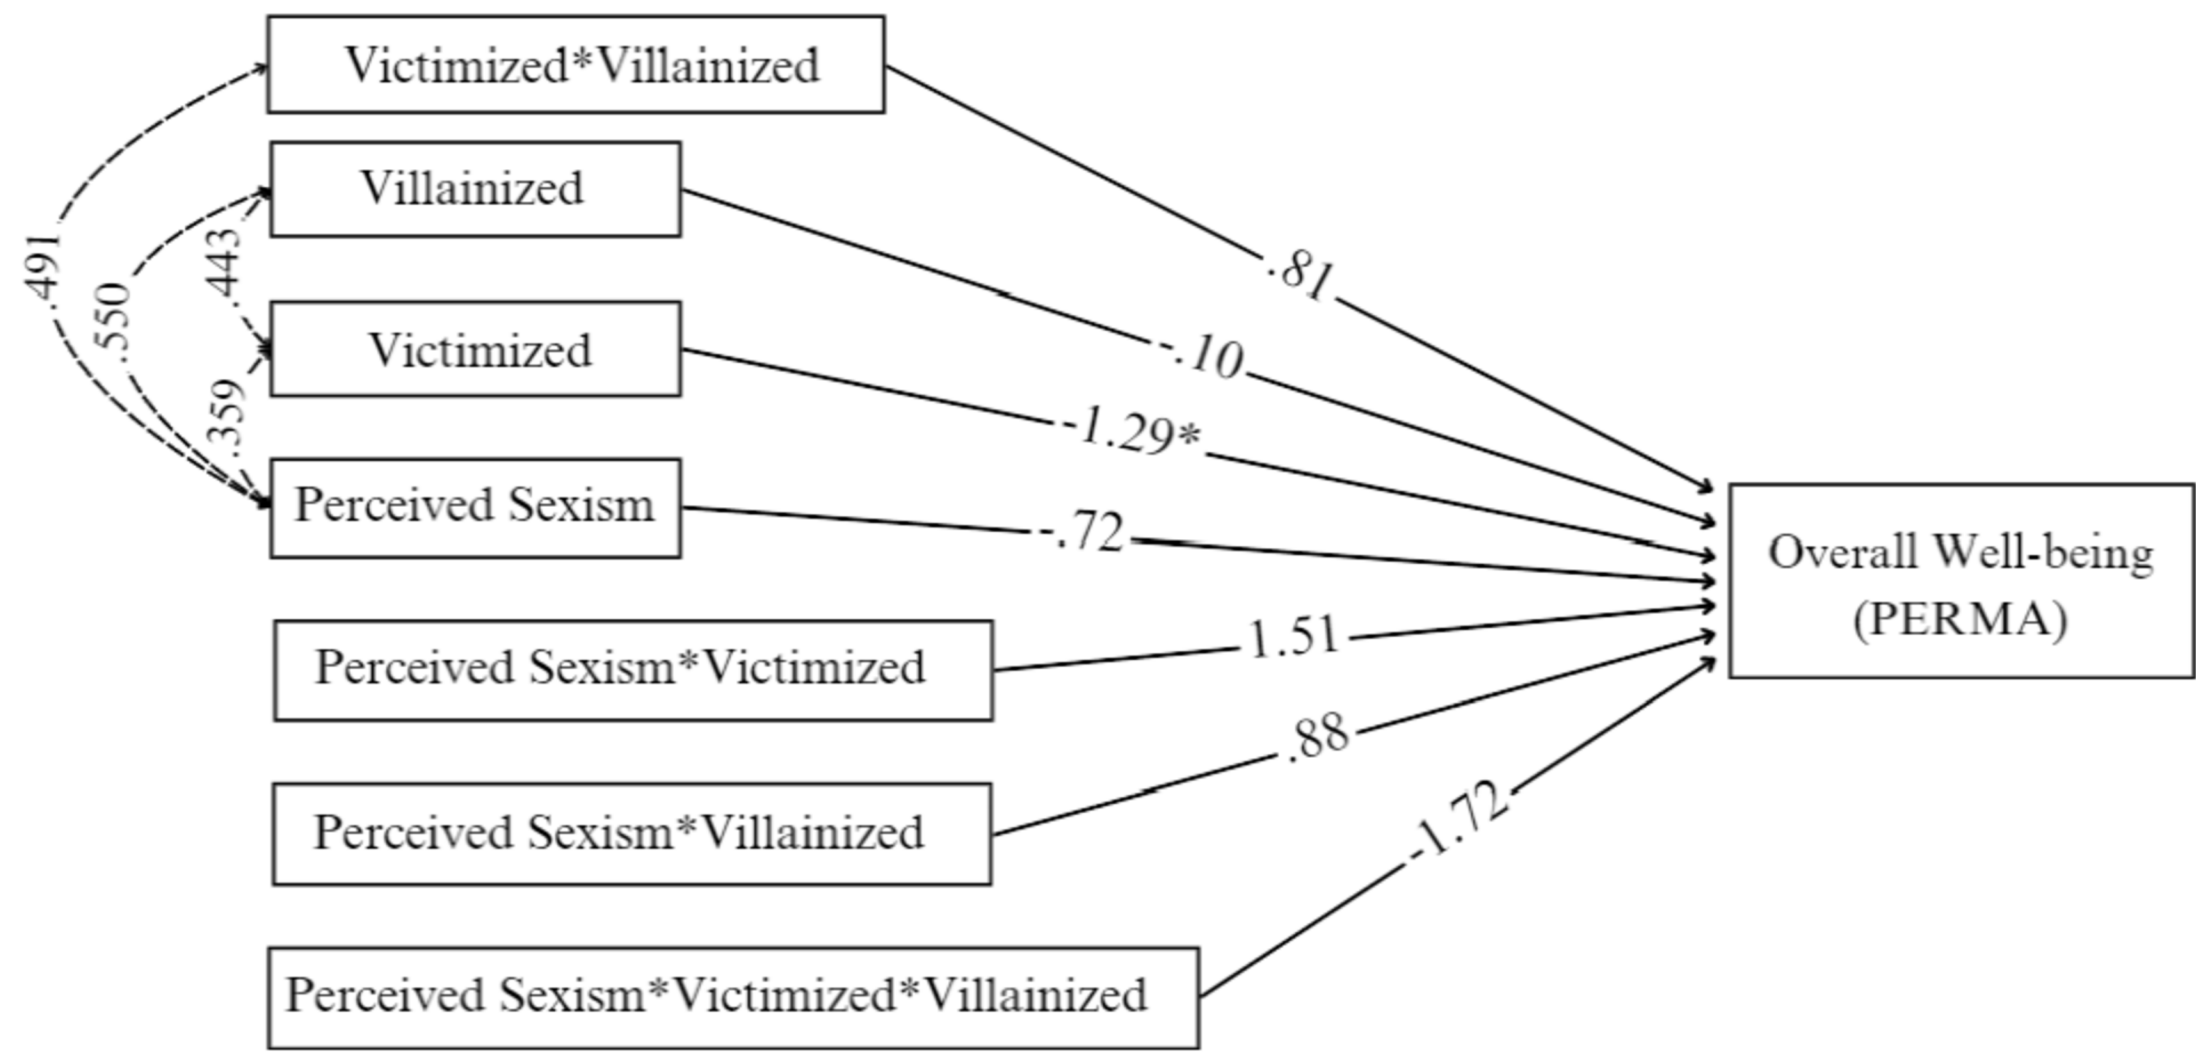 Victimized*Villainized
Villainized
Victimized
Perceived Sexism
Perceived Sexism*Victimized
Perceived Sexism*Villainized
Perceived Sexism*Victimized*Villainized
.491
.550
.443
.359
.81
-.10
-1.29*
-.72
1.51
.88
-1.72
Overall Well-being
(PERMA)